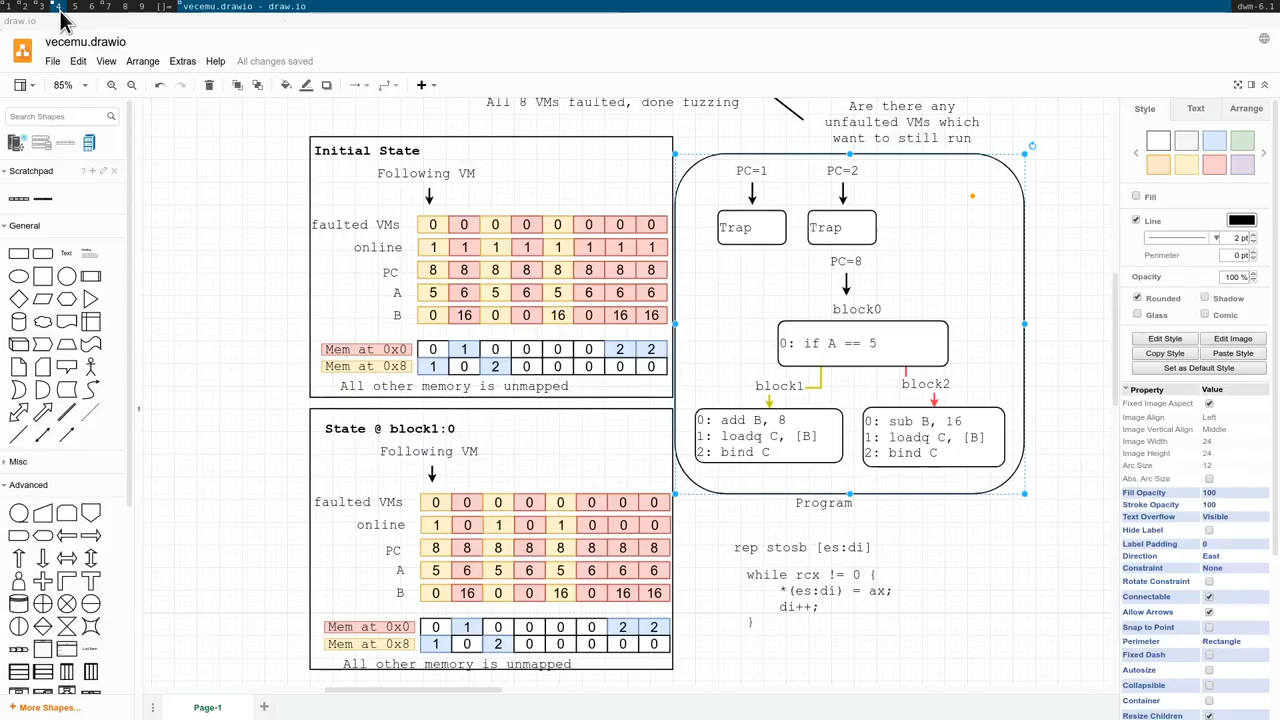 1 2 3 4 5 6 7 8 9 []= vecemu.drawio - draw.io dwm-6.1
draw.io
vecemu.drawio
File Edit View Arrange Extras Help All changes saved
85%
Search Shapes
Scratchpad
General
Text
Misc
Advanced
More Shapes...
All 8 VMs faulted, done fuzzing
Are there any
unfaulted VMs which
want to still run
Initial State
Following VM
faulted VMs 0 0 0 0 0 0 0 0
online 1 1 1 1 1 1 1 1
PC 8 8 8 8 8 8 8 8
A 5 6 5 6 5 6 6 6
B 0 16 0 0 16 0 16 16
Mem at 0x0 0 1 0 0 0 0 2 2
Mem at 0x8 1 0 2 0 0 0 0 0
All other memory is unmapped
State @ block1:0
Following VM
faulted VMs 0 0 0 0 0 0 0 0
online 1 0 1 0 1 0 0 0
PC 8 8 8 8 8 8 8 8
A 5 6 5 6 5 6 6 6
B 0 16 0 0 16 0 16 16
Mem at 0x0 0 1 0 0 0 0 2 2
Mem at 0x8 1 0 2 0 0 0 0 0
All other memory is unmapped
PC=1 PC=2
Trap Trap
PC=8
block0
0: if A == 5
block1 block2
0: add B, 8
1: loadq C, [B]
2: bind C
0: sub B, 16
1: loadq C, [B]
2: bind C
Program
rep stosb [es:di]
while rcx != 0 {
*(es:di) = ax;
di++;
}
Page-1
Style Text Arrange
Fill
Line
2 pt
Perimeter 0 pt
Opacity 100 %
Rounded Shadow
Glass Comic
Edit Style Edit Image
Copy Style Paste Style
Set as Default Style
Property Value
Fixed Image Aspect
Image Align Left
Image Vertical Align Middle
Image Width 24
Image Height 24
Arc Size 12
Abs. Arc Size
Fill Opacity 100
Stroke Opacity 100
Text Overflow Visible
Hide Label
Label Padding 0
Direction East
Constraint None
Rotate Constraint
Connectable
Allow Arrows
Snap to Point
Perimeter Rectangle
Fixed Dash
Autosize
Collapsible
Container
Resize Children